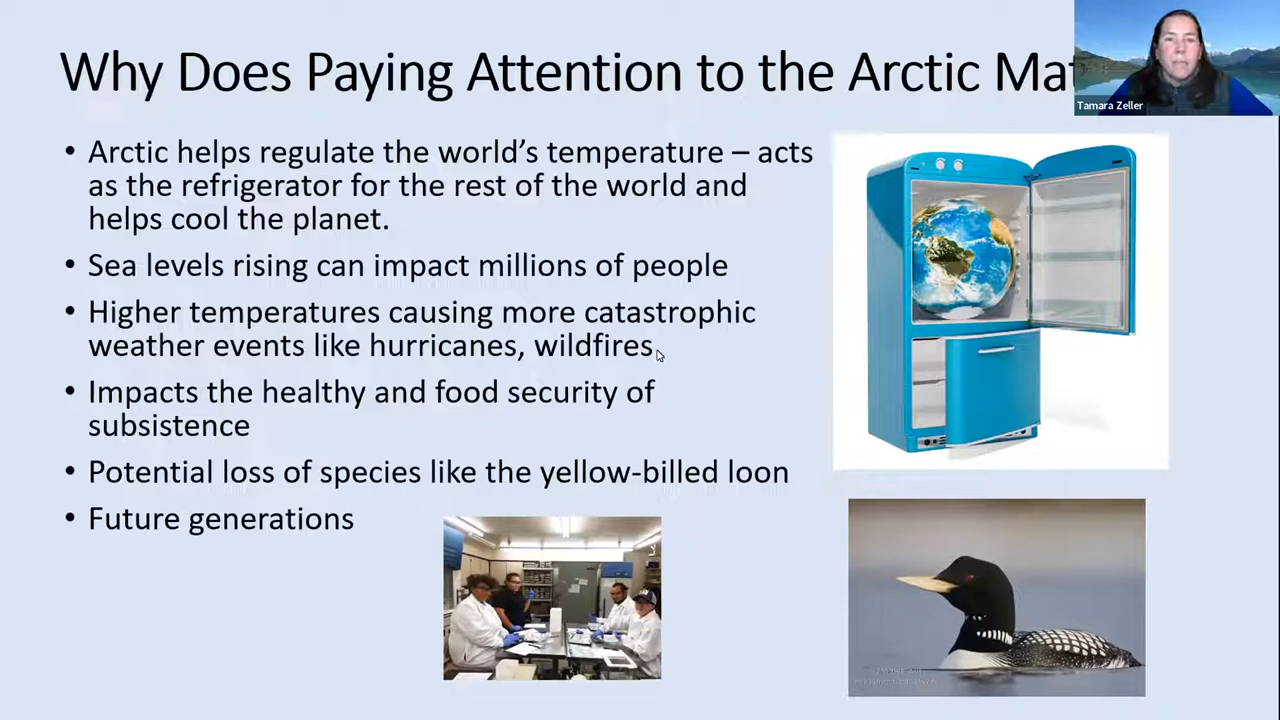 Why Does Paying Attention to the Arctic Mat
Tamara Zeller
• Arctic helps regulate the world's temperature – acts
as the refrigerator for the rest of the world and
helps cool the planet.
• Sea levels rising can impact millions of people
• Higher temperatures causing more catastrophic
weather events like hurricanes, wildfires
• Impacts the healthy and food security of
subsistence
• Potential loss of species like the yellow-billed loon
• Future generations